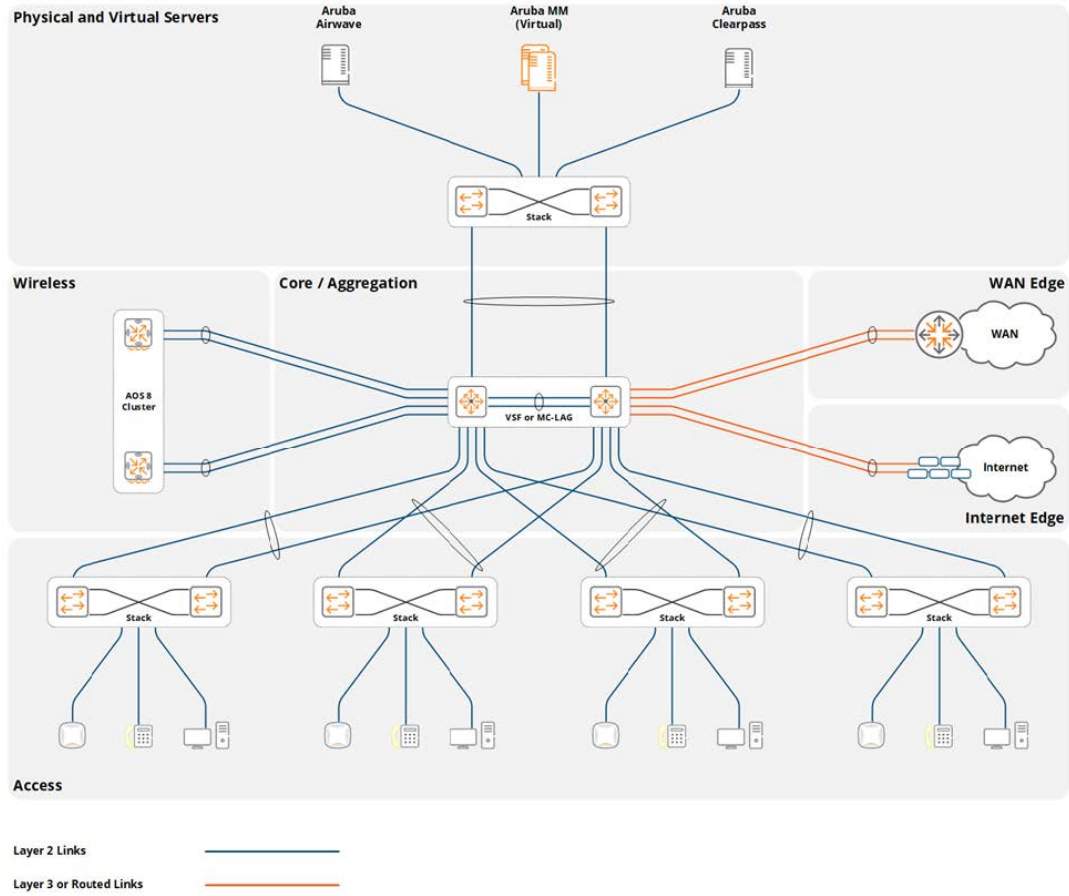 Physical and Virtual Servers
Aruba
Airwave
Aruba MM
(Virtual)
Aruba
Clearpass
Stack
Wireless
Core / Aggregation
WAN Edge
WAN
AOS 8
Cluster
VSF or MC-LAG
Internet
Internet Edge
Stack
Stack
Stack
Stack
Access
Layer 2 Links
Layer 3 or Routed Links